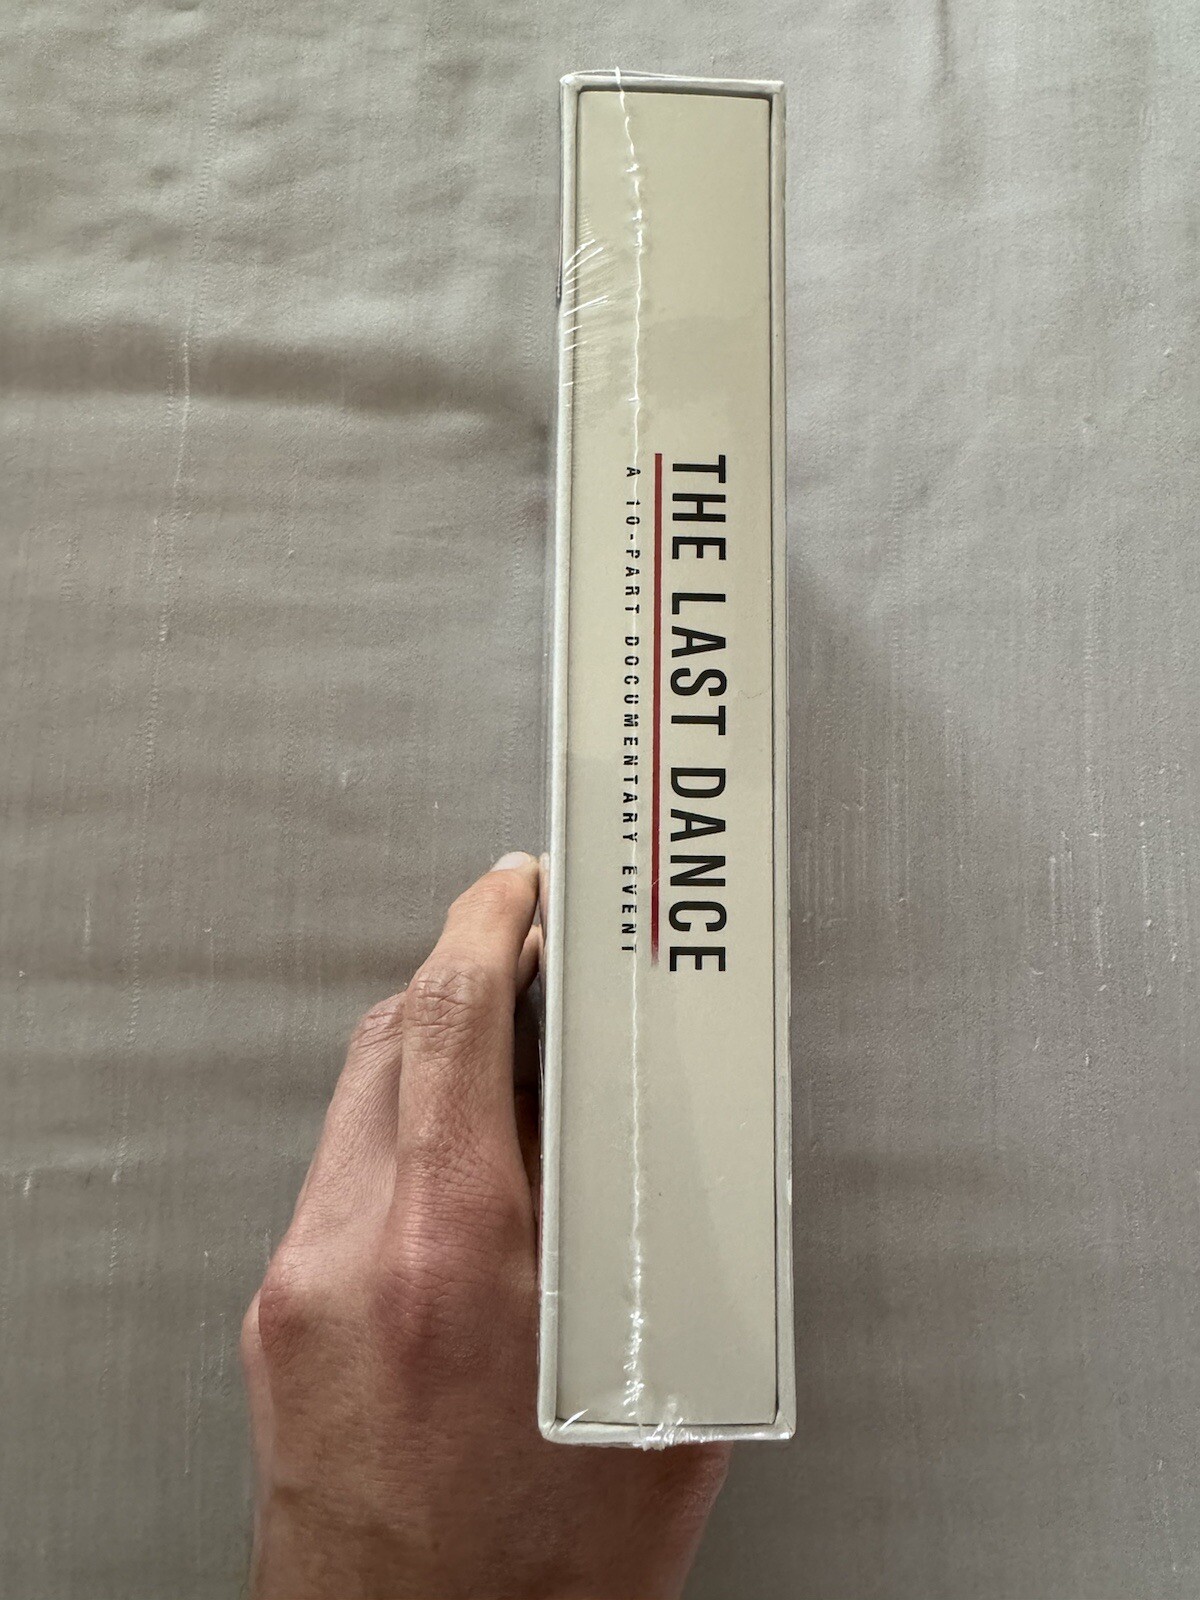 THE LAST DANCE
A 10-PART DOCUMENTARY EVENT